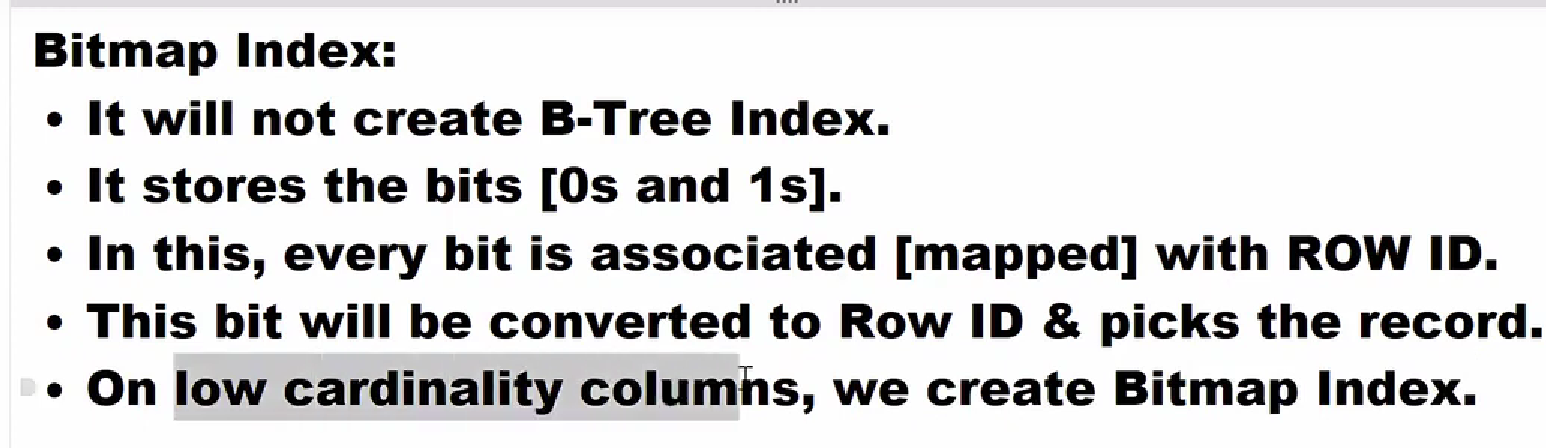 Bitmap Index:
• It will not create B-Tree Index.
• It stores the bits [0s and 1s].
• In this, every bit is associated [mapped] with ROW ID.
• This bit will be converted to Row ID & picks the record.
• On low cardinality columns, we create Bitmap Index.